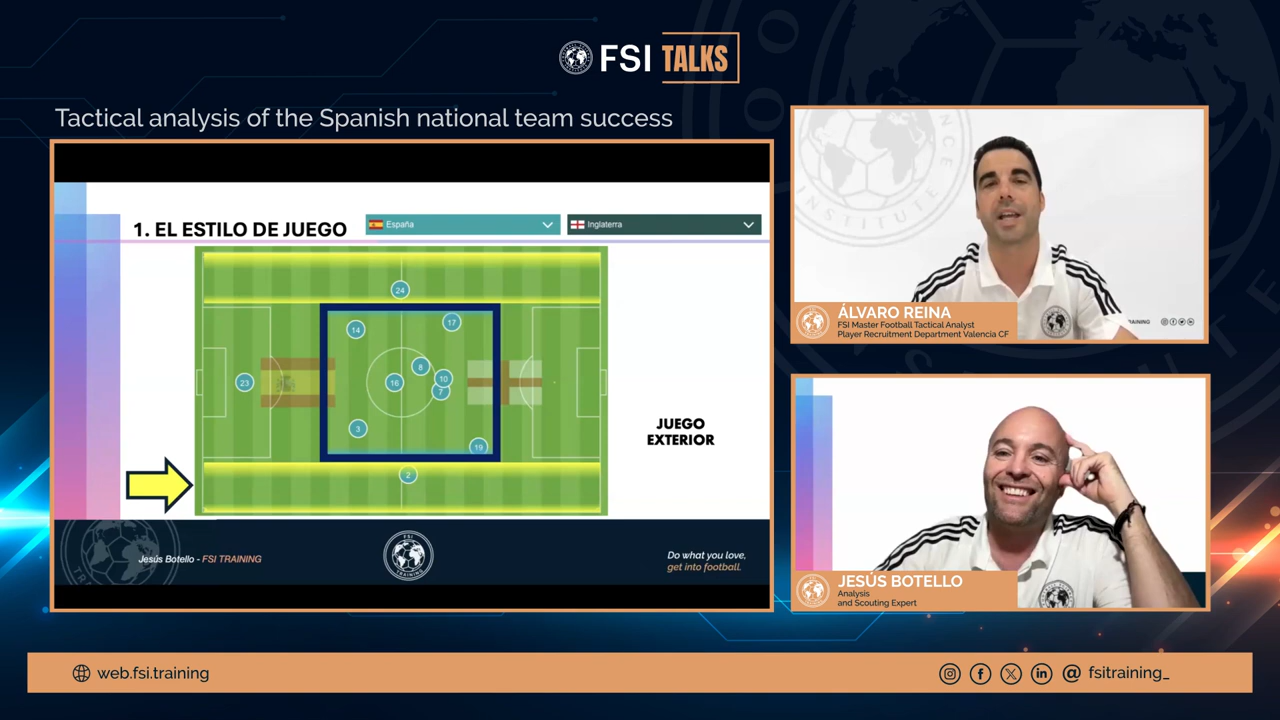 FSI TALKS
Tactical analysis of the Spanish national team success
1. EL ESTILO DE JUEGO
España
Inglaterra
24
14
17
8
23
16
10
7
3
19
2
JUEGO
EXTERIOR
Jesús Botello - FSI TRAINING
FSI
TRAINING
Do what you love,
get into football.
INSTITUTE
ÁLVARO REINA
FSI Master Football Tactical Analyst
Player Recruitment Department Valencia CF
JESÚS BOTELLO
Analysis
and Scouting Expert
web.fsi.training
@ fsitraining_